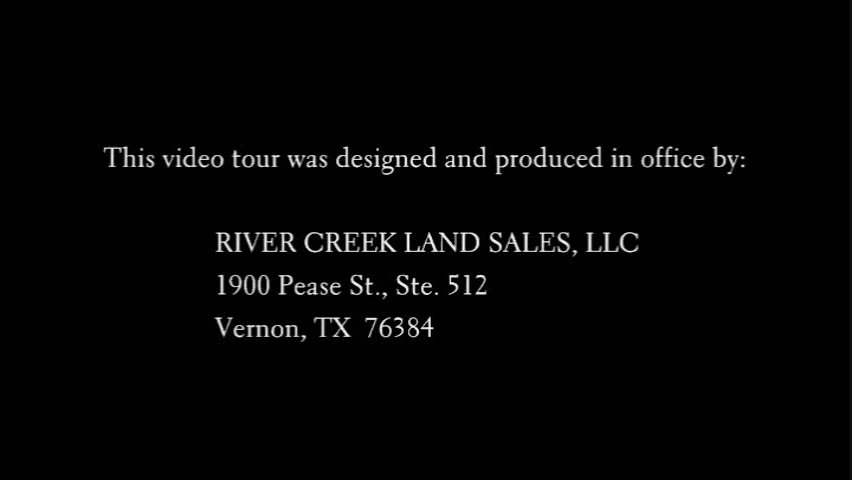 This video tour was designed and produced in office by:
RIVER CREEK LAND SALES, LLC
1900 Pease St., Ste. 512
Vernon, TX 76384